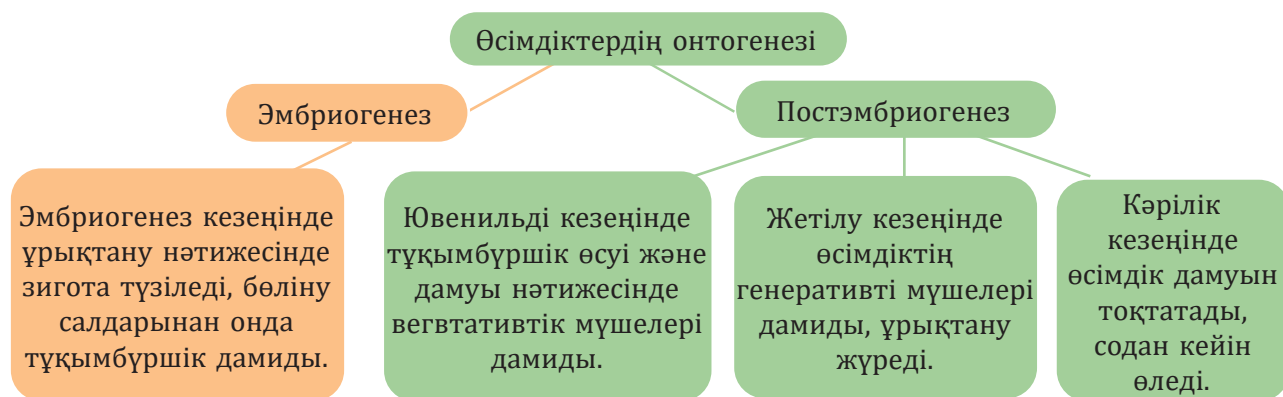 Өсімдіктердің онтогенезі
Эмбриогенез
Постэмбриогенез
Эмбриогенез кезеңінде
ұрықтану нәтижесінде
зигота түзіледі, бөліну
салдарынан онда
тұқымбүршік дамиды.
Ювенильді кезеңінде
тұқымбүршік өсуі және
дамуы нәтижесінде
вегвтативтік мүшелері
дамиды.
Жетілу кезеңінде
өсімдіктің
генеративті мүшелері
дамиды, ұрықтану
жүреді.
Кәрілік
кезеңінде
өсімдік дамуын
тоқтатады,
содан кейін
өледі.